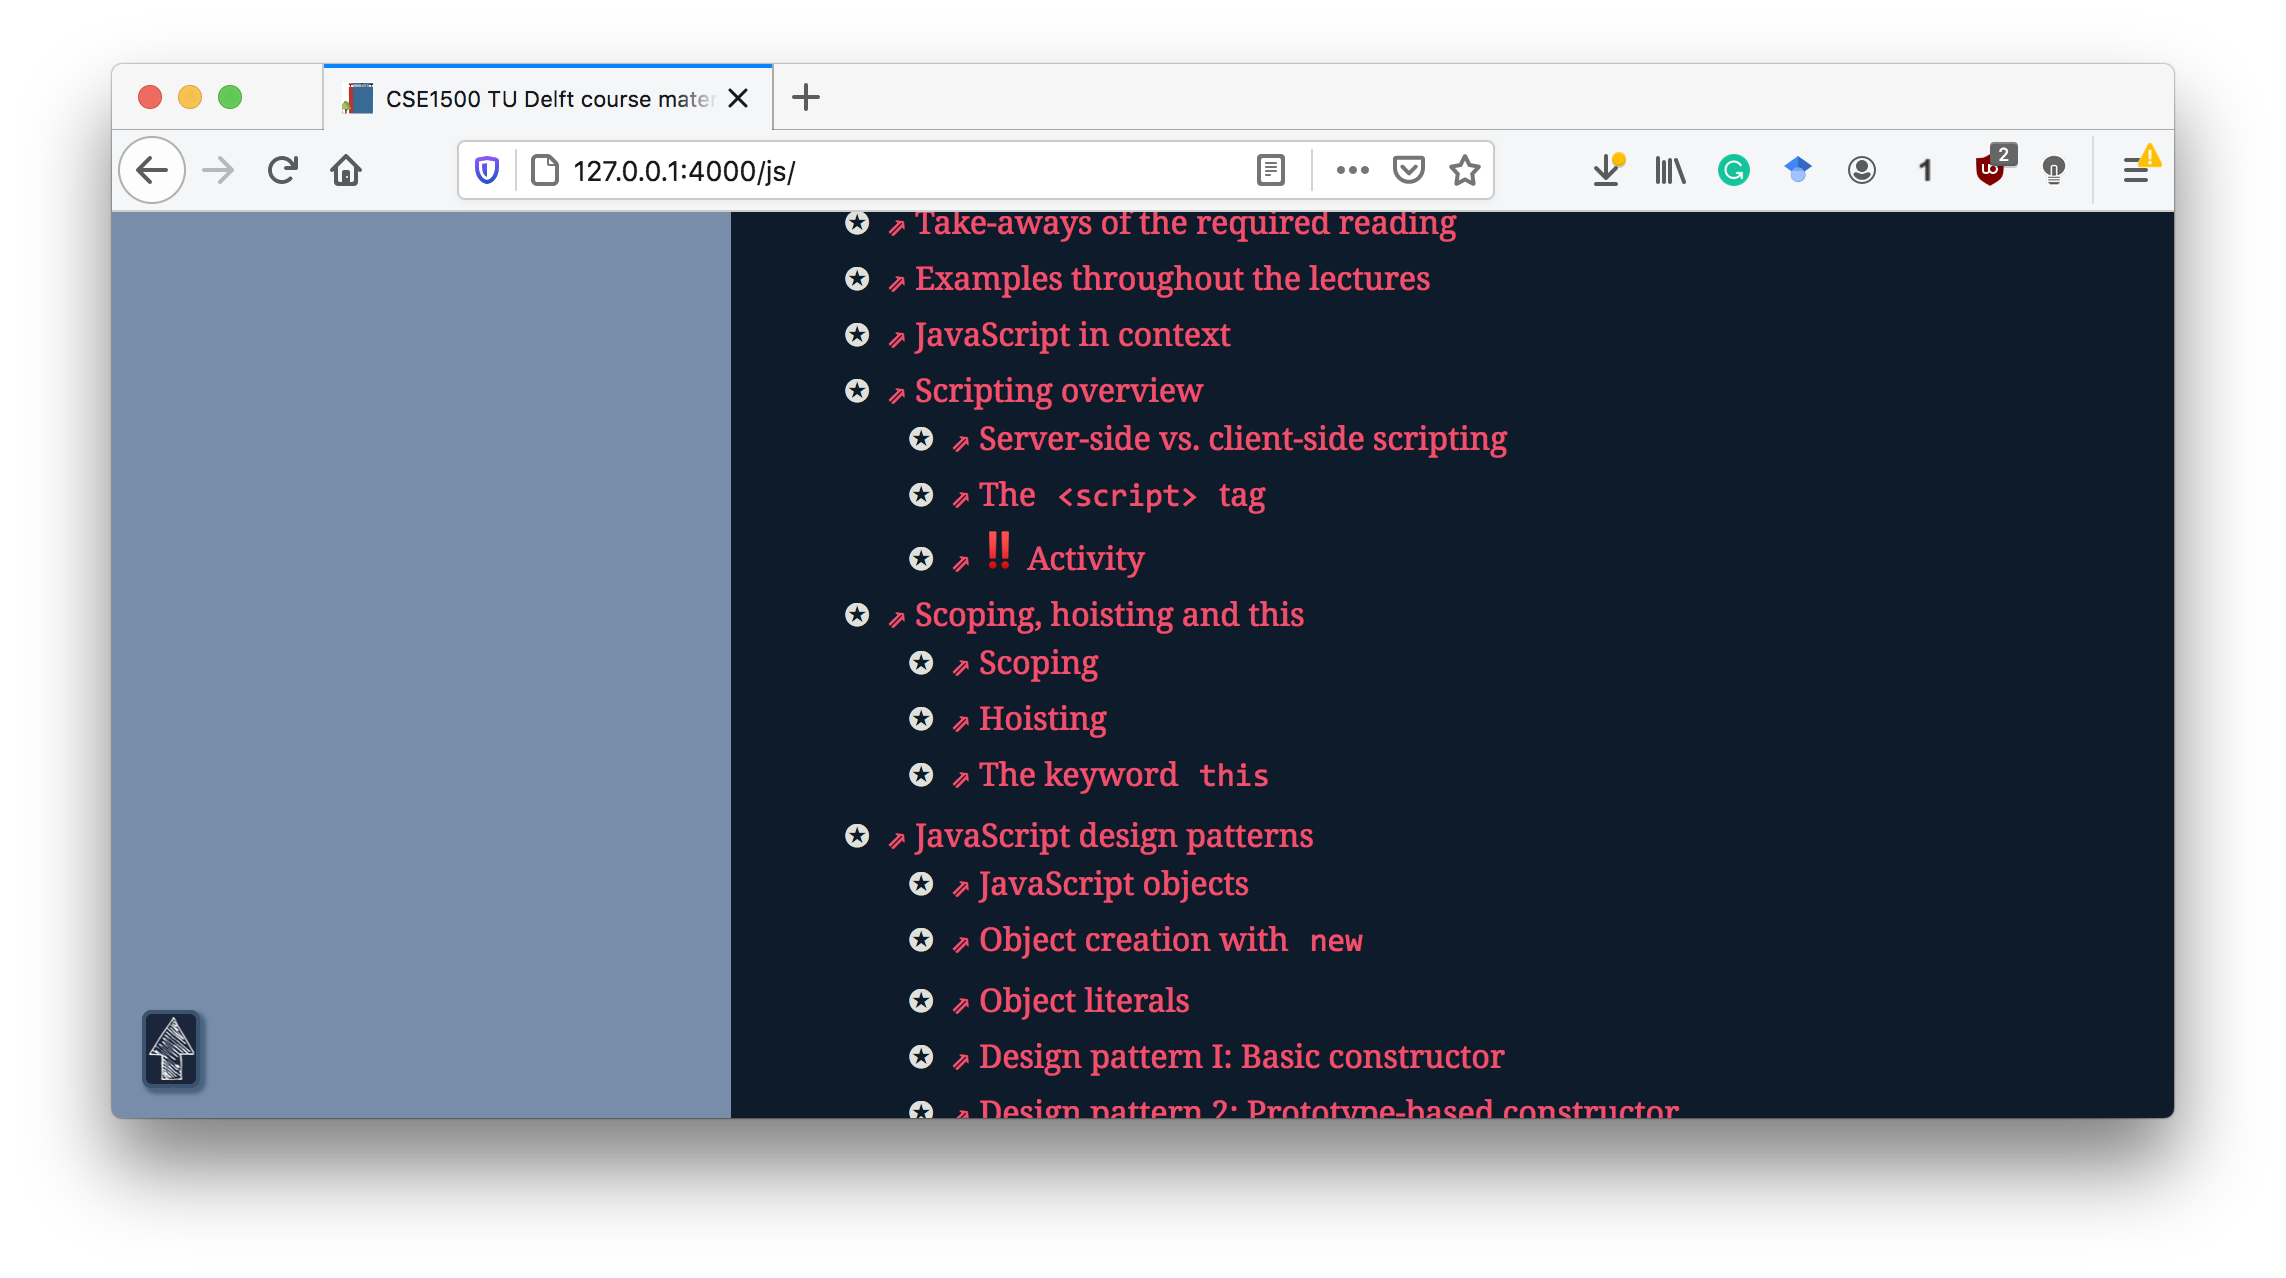 CSE1500 TU Delft course mater
127.0.0.1:4000/js/
1
2
Take-aways of the required reading
Examples throughout the lectures
JavaScript in context
Scripting overview
Server-side vs. client-side scripting
The <script> tag
‼ Activity
Scoping, hoisting and this
Scoping
Hoisting
The keyword this
JavaScript design patterns
JavaScript objects
Object creation with new
Object literals
Design pattern I: Basic constructor
Design pattern 2: Prototype-based constructor